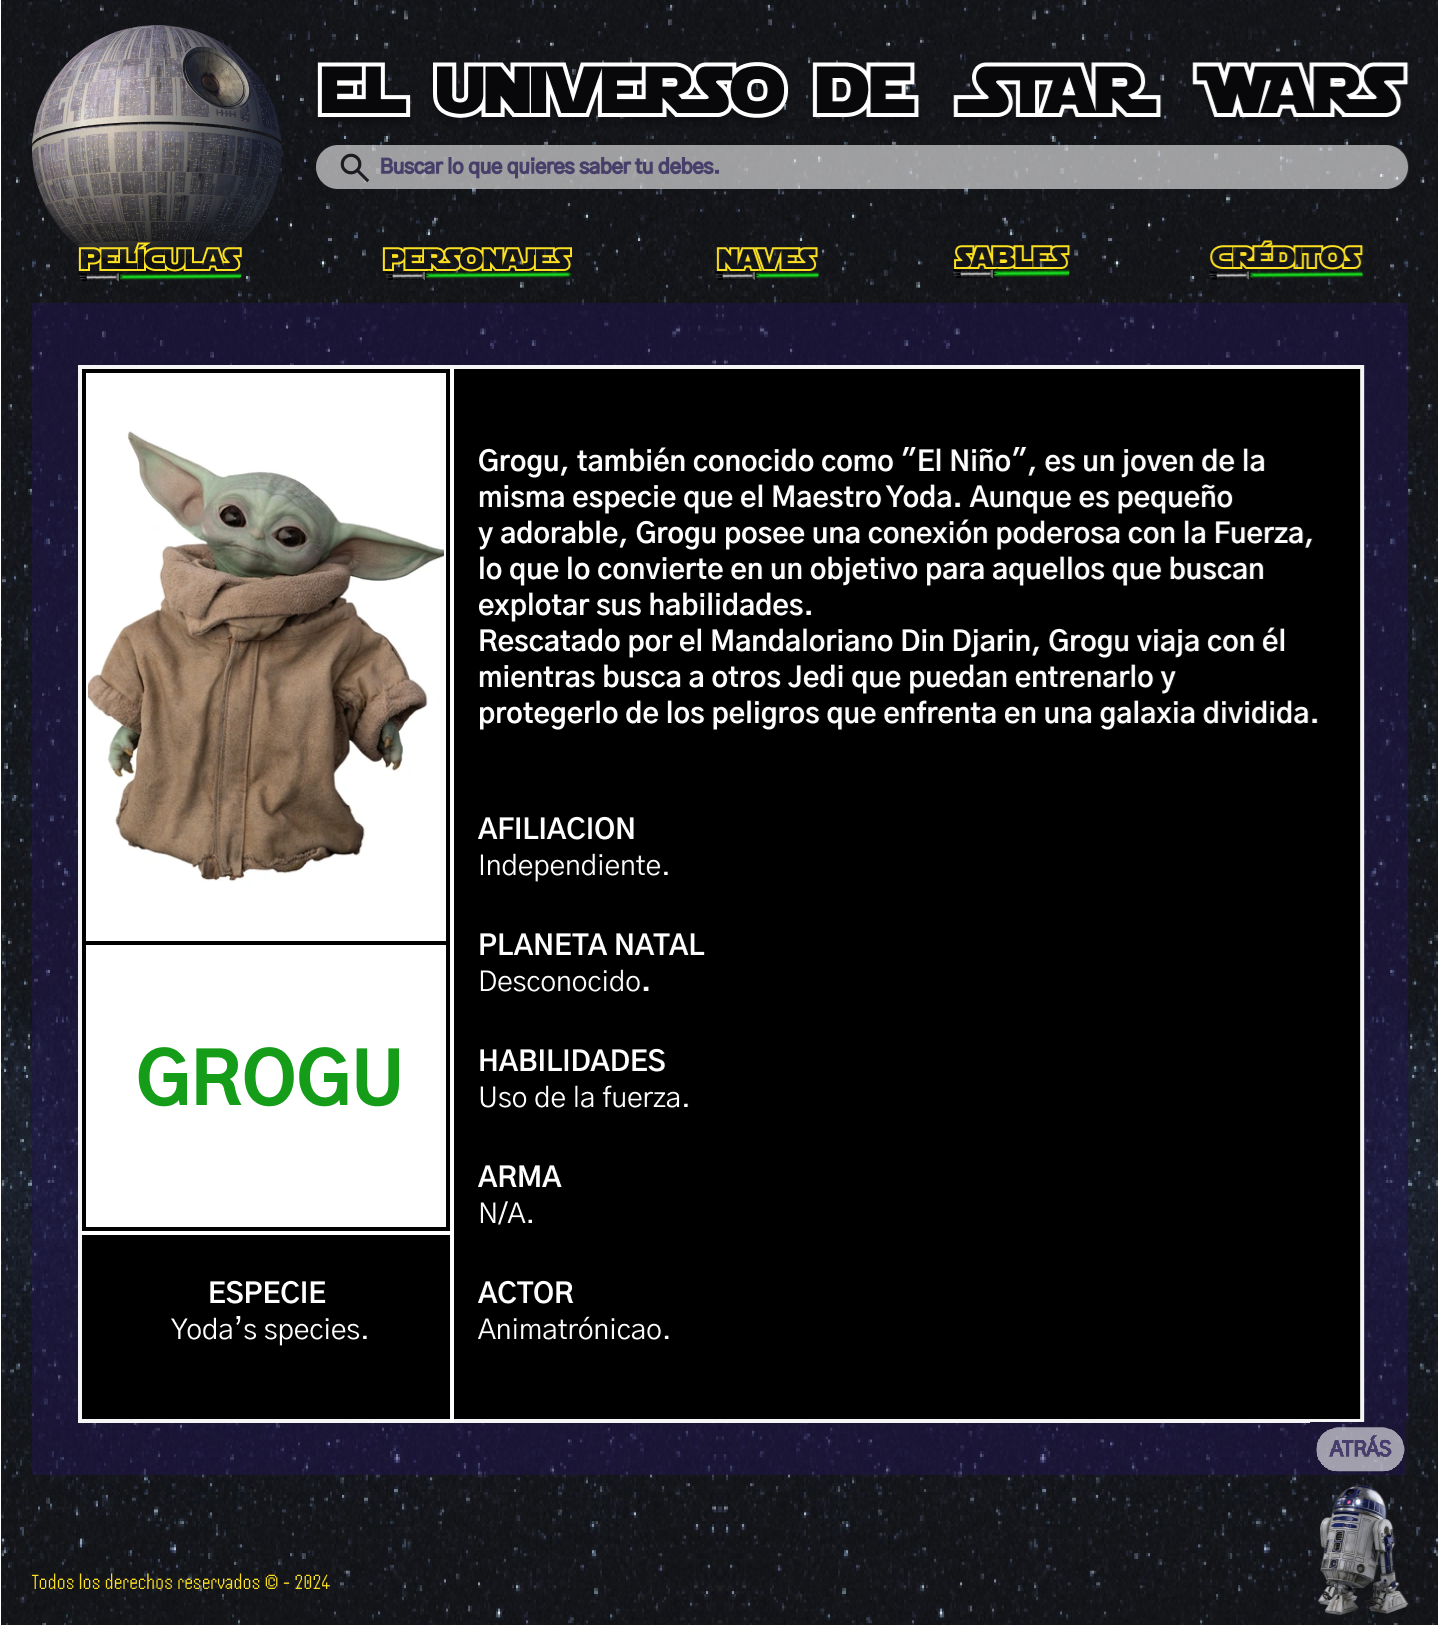 EL UNIVERSO DE STAR WARS
Buscar lo que quieres saber tu debes.
PELÍCULAS PERSONAJES NAVES SABLES CRÉDITOS
Grogu, también conocido como "El Niño", es un joven de la
misma especie que el Maestro Yoda. Aunque es pequeño
y adorable, Grogu posee una conexión poderosa con la Fuerza,
lo que lo convierte en un objetivo para aquellos que buscan
explotar sus habilidades.
Rescatado por el Mandaloriano Din Djarin, Grogu viaja con él
mientras busca a otros Jedi que puedan entrenarlo y
protegerlo de los peligros que enfrenta en una galaxia dividida.
AFILIACION
Independiente.
PLANETA NATAL
Desconocido.
HABILIDADES
Uso de la fuerza.
ARMA
N/A.
ACTOR
Animatrónicao.
GROGU
ESPECIE
Yoda's species.
ATRÁS
Todos los derechos reservados © - 2024